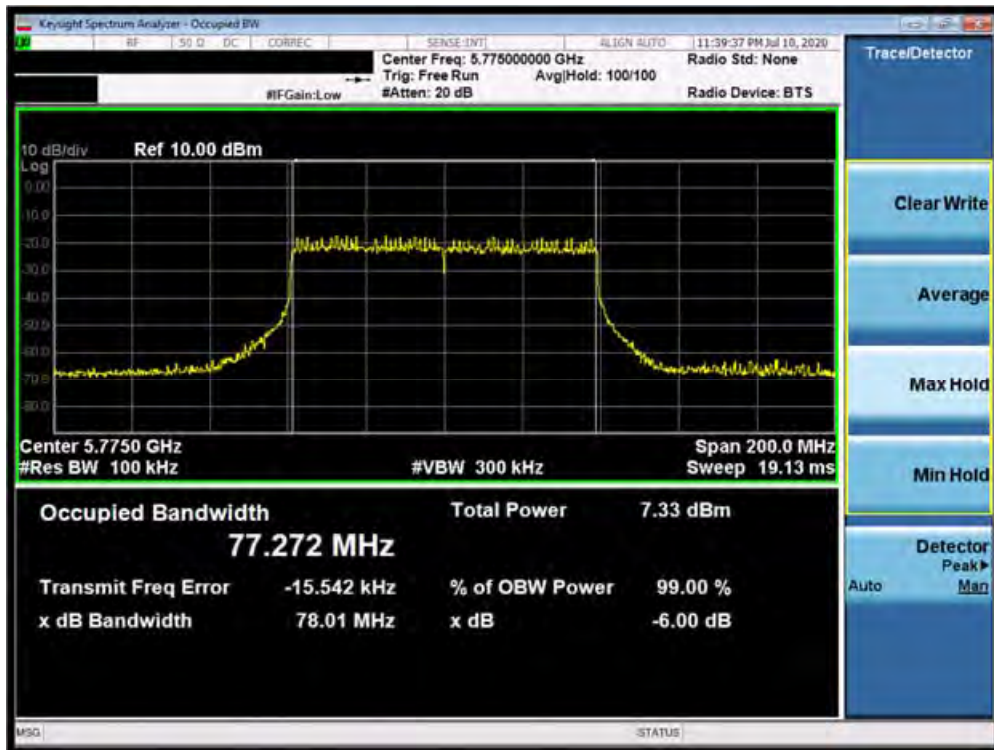 Keysight Spectrum Analyzer - Occupied BW
RF 50 Ω DC CORREC SENSE:INT ALIGN AUTO 11:39:37 PM Jul 10, 2020
Center Freq: 5.775000000 GHz Radio Std: None
Trig: Free Run Avg|Hold: 100/100
#IFGain:Low #Atten: 20 dB Radio Device: BTS
10 dB/div Ref 10.00 dBm
Log
0.00
-10.0
-20.0
-30.0
-40.0
-50.0
-60.0
-70.0
-80.0
Center 5.7750 GHz Span 200.0 MHz
#Res BW 100 kHz #VBW 300 kHz Sweep 19.13 ms
Occupied Bandwidth Total Power 7.33 dBm
77.272 MHz
Transmit Freq Error -15.542 kHz % of OBW Power 99.00 %
x dB Bandwidth 78.01 MHz x dB -6.00 dB
MSG STATUS
Trace/Detector
Clear Write
Average
Max Hold
Min Hold
Detector
Peak▶
Auto Man